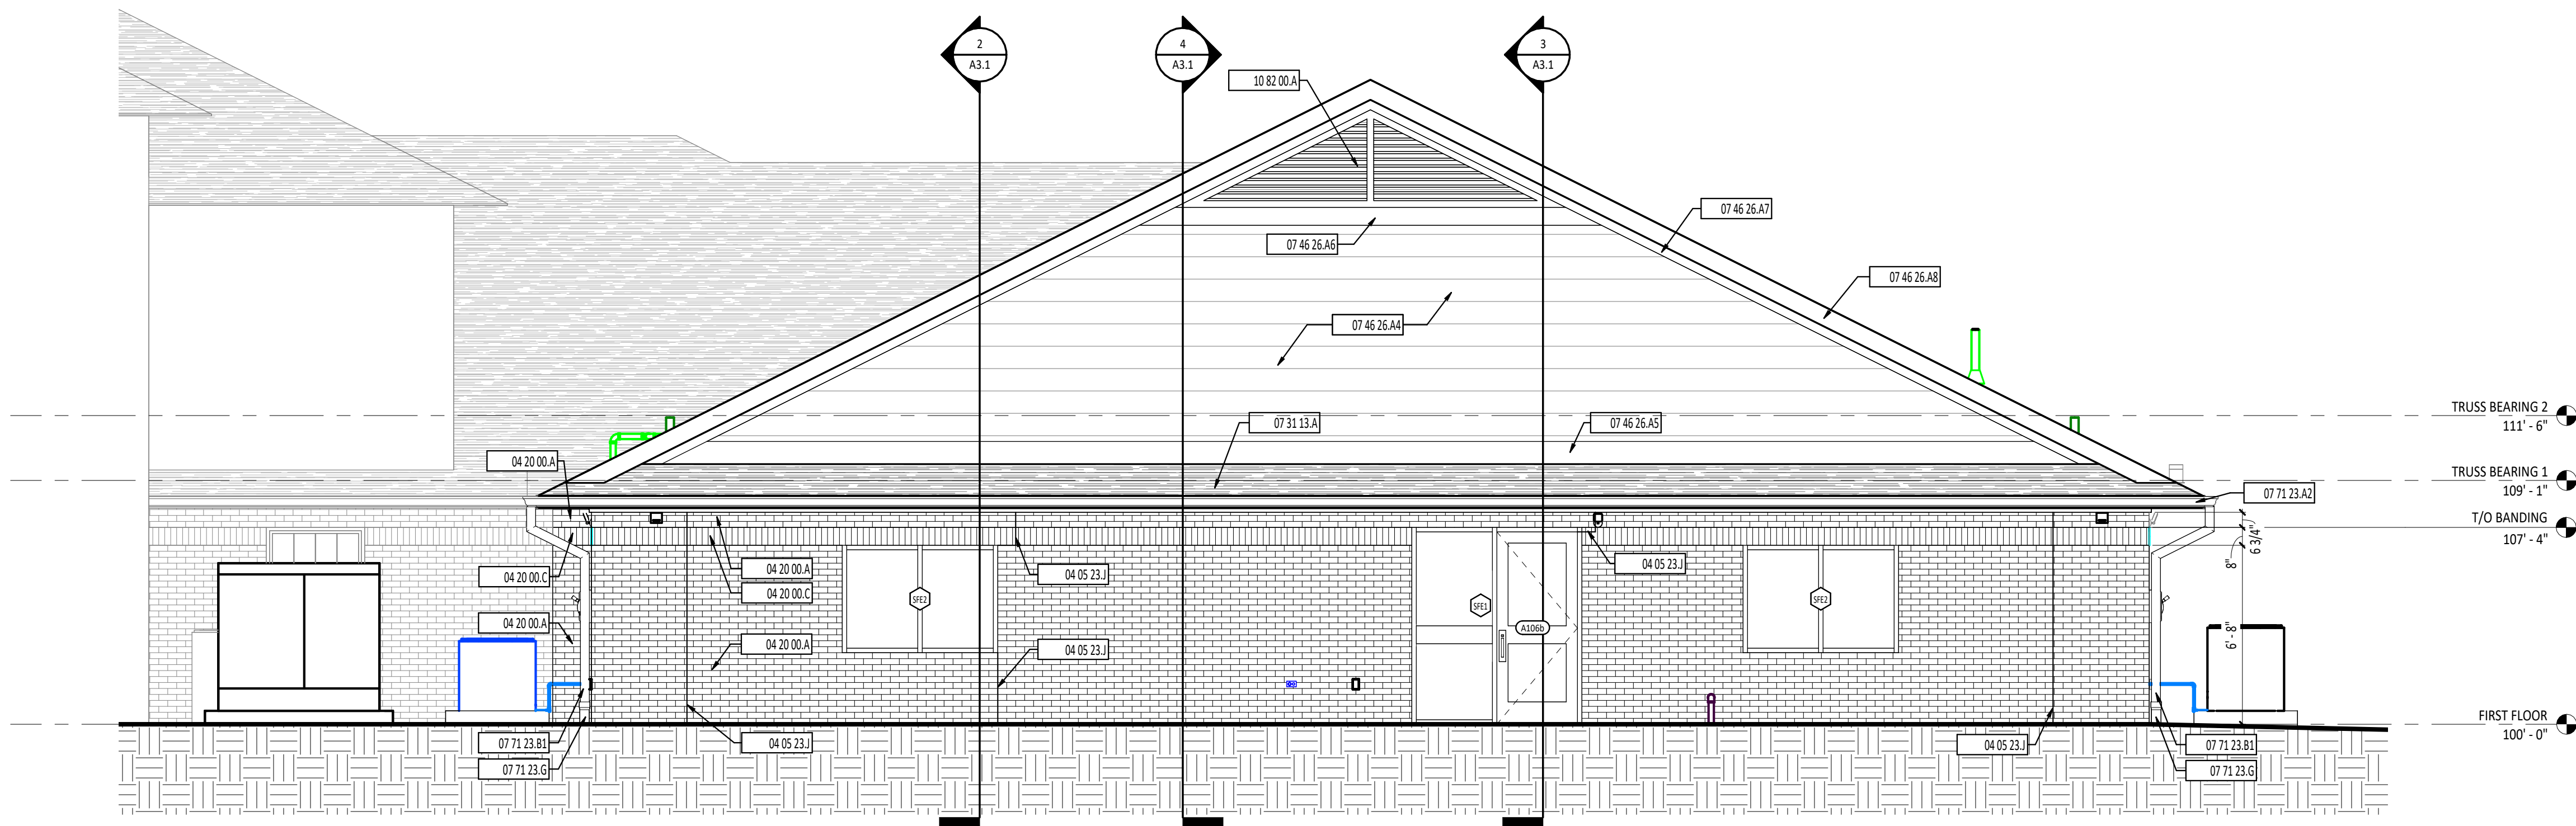 2
A3.1
4
A3.1
3
A3.1
10 82 00.A
07 46 26.A7
07 46 26.A6
07 46 26.A8
07 46 26.A4
TRUSS BEARING 2
111' - 6"
07 31 13.A
07 46 26.A5
04 20 00.A
TRUSS BEARING 1
109' - 1"
07 71 23.A2
T/O BANDING
107' - 4"
6 3/4"
8"
04 20 00.C
04 20 00.A
04 20 00.C
04 05 23.J
04 05 23.J
SFE2
SFE1
SFE2
04 20 00.A
A106b
6' - 8"
04 20 00.A
04 05 23.J
FIRST FLOOR
100' - 0"
07 71 23.B1
04 05 23.J
04 05 23.J
07 71 23.B1
07 71 23.G
07 71 23.G